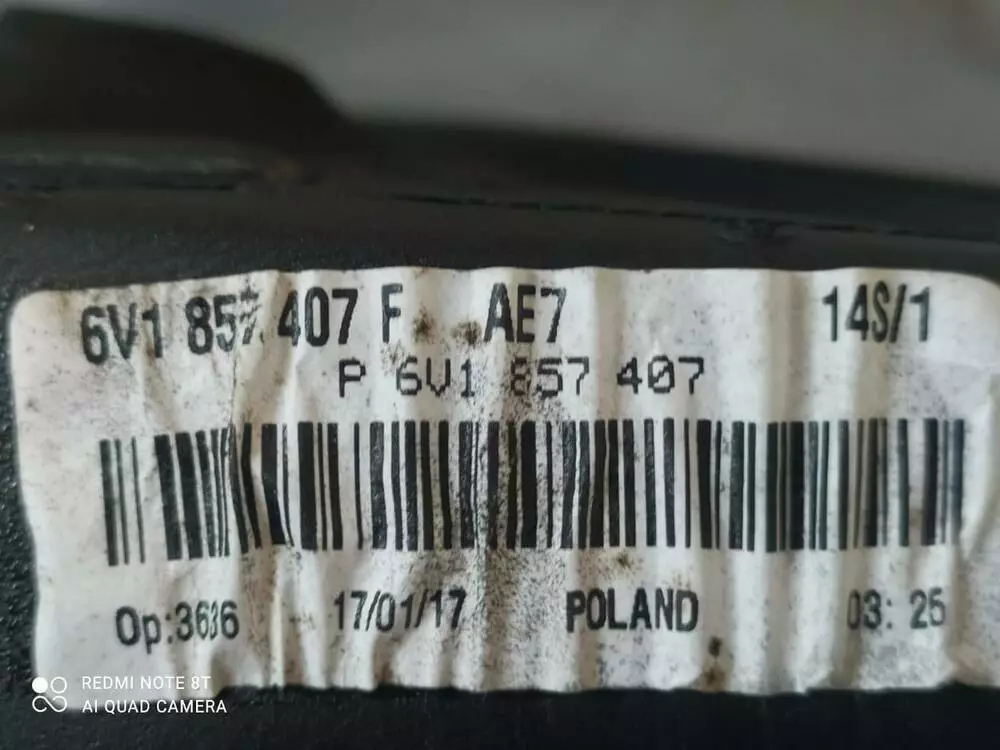 6V1 857 407 F AE7 14S/1
P 6V1 857 407
Op:3636 17/01/17 POLAND 03: 25
REDMI NOTE 8T
AI QUAD CAMERA